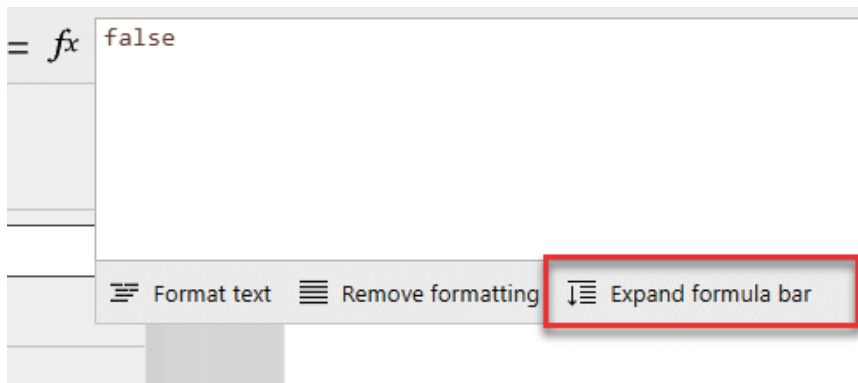 = fx false
Format text Remove formatting Expand formula bar